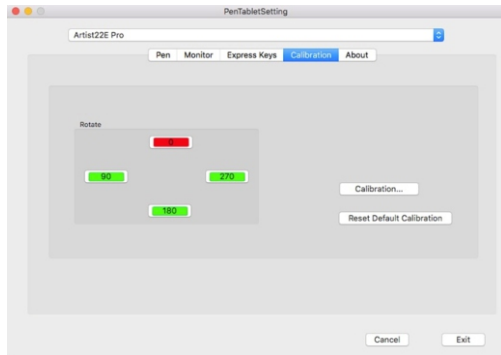 PenTabletSetting
Artist22E Pro
Pen Monitor Express Keys Calibration About
Rotate
0
90 270
Calibration...
180
Reset Default Calibration
Cancel Exit